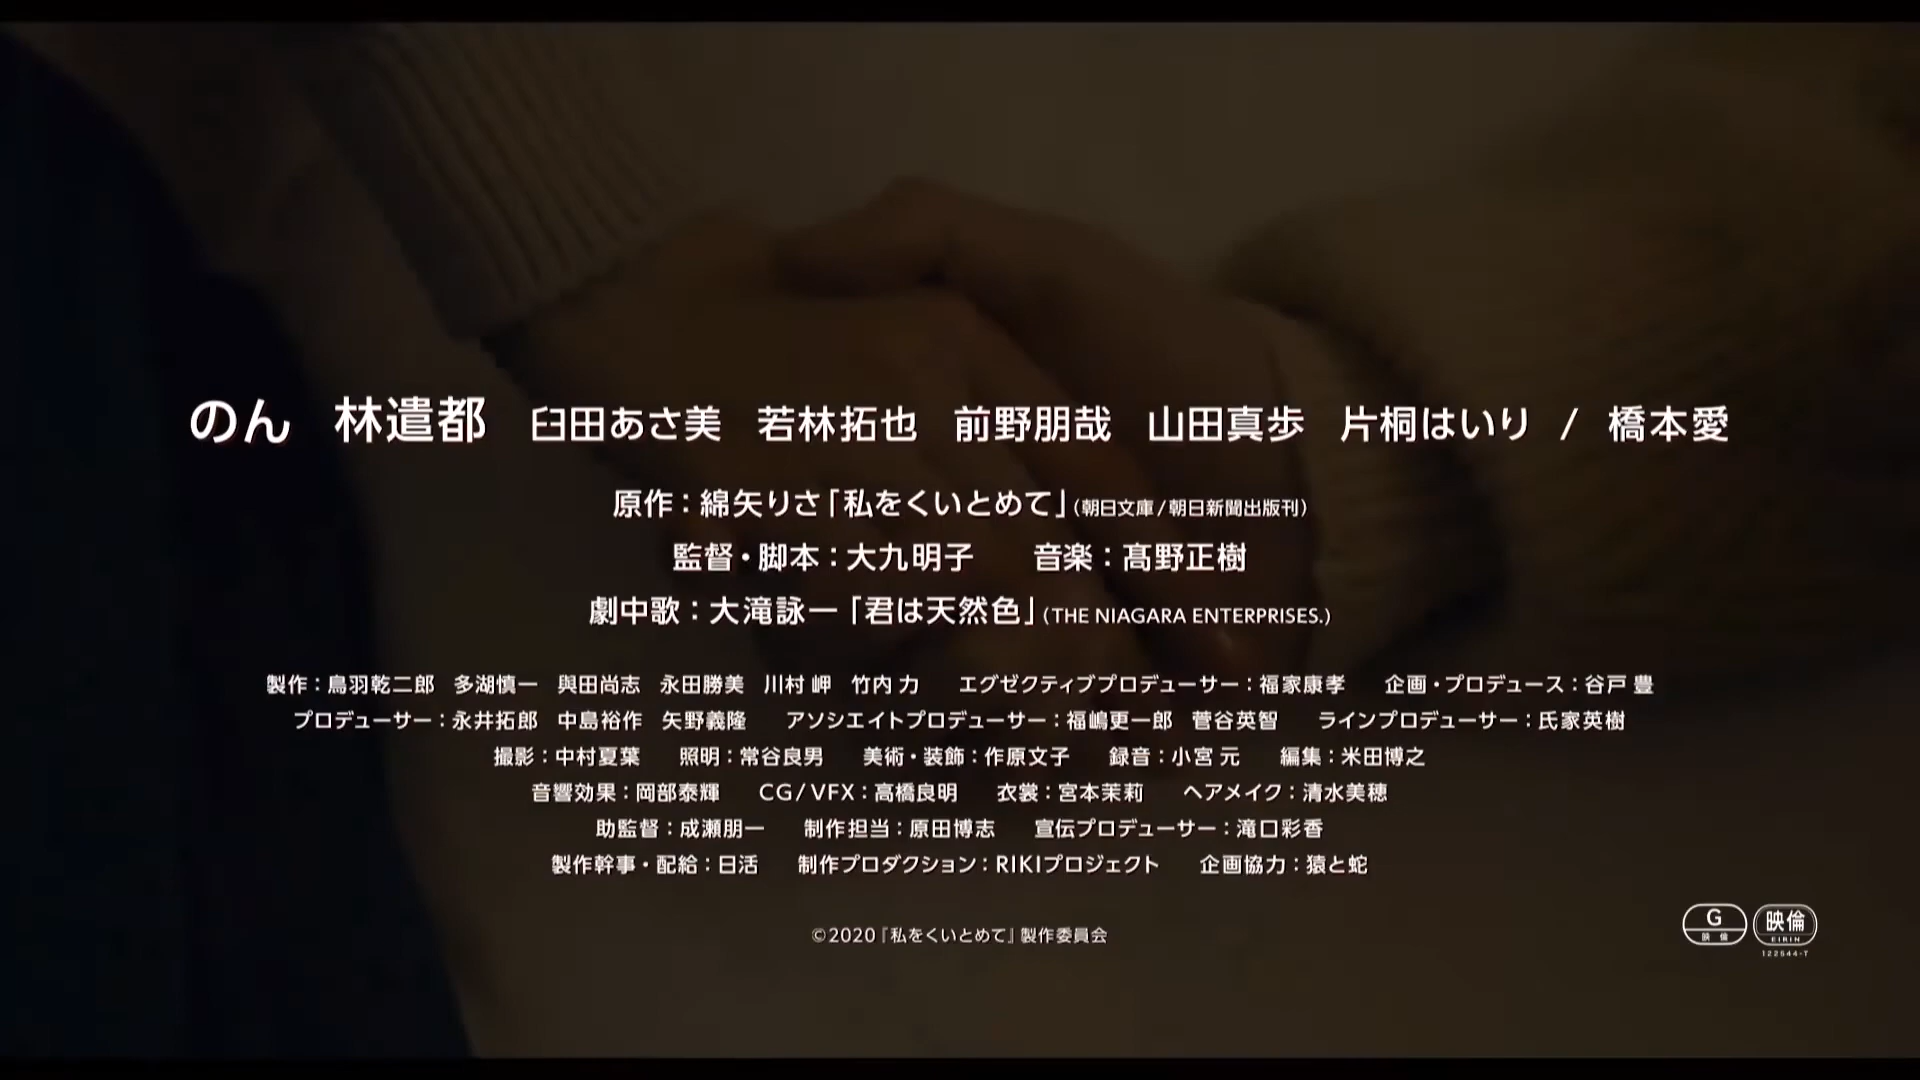 のん 林遣都 臼田あさ美 若林拓也 前野朋哉 山田真歩 片桐はいり / 橋本愛
原作：綿矢りさ「私をくいとめて」(朝日文庫/朝日新聞出版刊)
監督・脚本：大九明子 音楽：髙野正樹
劇中歌：大滝詠一「君は天然色」(THE NIAGARA ENTERPRISES.)
製作：鳥羽乾二郎 多湖慎一 與田尚志 永田勝美 川村 岬 竹内 力 エグゼクティブプロデューサー：福家康孝 企画・プロデュース：谷戸 豊
プロデューサー：永井拓郎 中島裕作 矢野義隆 アソシエイトプロデューサー：福嶋更一郎 菅谷英智 ラインプロデューサー：氏家英樹
撮影：中村夏葉 照明：常谷良男 美術・装飾：作原文子 録音：小宮 元 編集：米田博之
音響効果：岡部泰輝 CG/VFX：高橋良明 衣裳：宮本茉莉 ヘアメイク：清水美穂
助監督：成瀬朋一 制作担当：原田博志 宣伝プロデューサー：滝口彩香
製作幹事・配給：日活 制作プロダクション：RIKIプロジェクト 企画協力：猿と蛇
©2020『私をくいとめて』製作委員会
G 映倫
映倫 EIRIN
122544-T